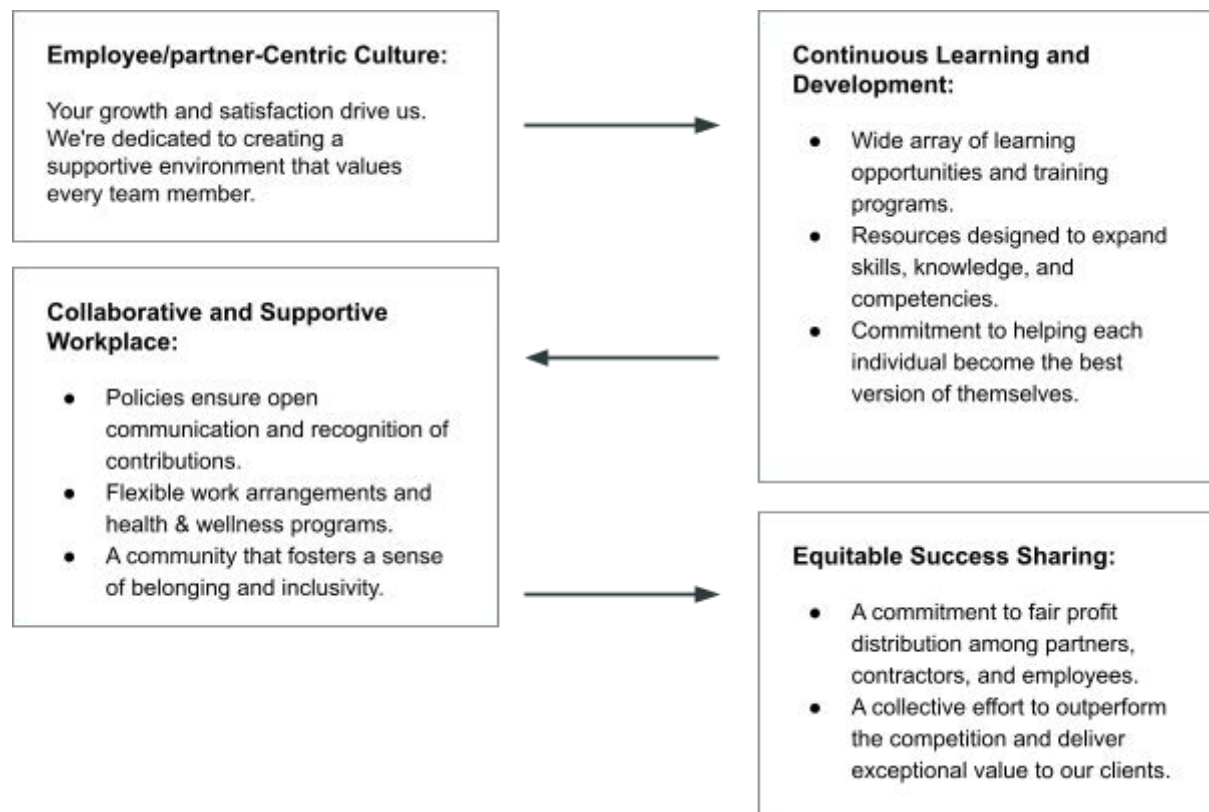 Employee/partner-Centric Culture:
Your growth and satisfaction drive us.
We're dedicated to creating a
supportive environment that values
every team member.
Continuous Learning and
Development:
● Wide array of learning
opportunities and training
programs.
● Resources designed to expand
skills, knowledge, and
competencies.
● Commitment to helping each
individual become the best
version of themselves.
Collaborative and Supportive
Workplace:
● Policies ensure open
communication and recognition of
contributions.
● Flexible work arrangements and
health & wellness programs.
● A community that fosters a sense
of belonging and inclusivity.
Equitable Success Sharing:
● A commitment to fair profit
distribution among partners,
contractors, and employees.
● A collective effort to outperform
the competition and deliver
exceptional value to our clients.